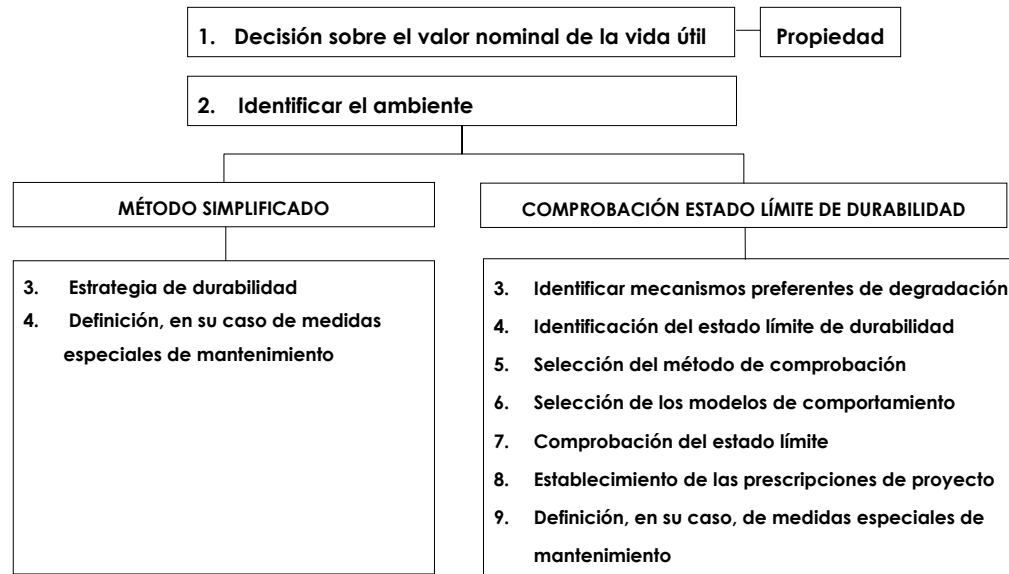 1. Decisión sobre el valor nominal de la vida útil
Propiedad
2. Identificar el ambiente
MÉTODO SIMPLIFICADO
3. Estrategia de durabilidad
4. Definición, en su caso de medidas
especiales de mantenimiento
COMPROBACIÓN ESTADO LÍMITE DE DURABILIDAD
3. Identificar mecanismos preferentes de degradación
4. Identificación del estado límite de durabilidad
5. Selección del método de comprobación
6. Selección de los modelos de comportamiento
7. Comprobación del estado límite
8. Establecimiento de las prescripciones de proyecto
9. Definición, en su caso, de medidas especiales de
mantenimiento